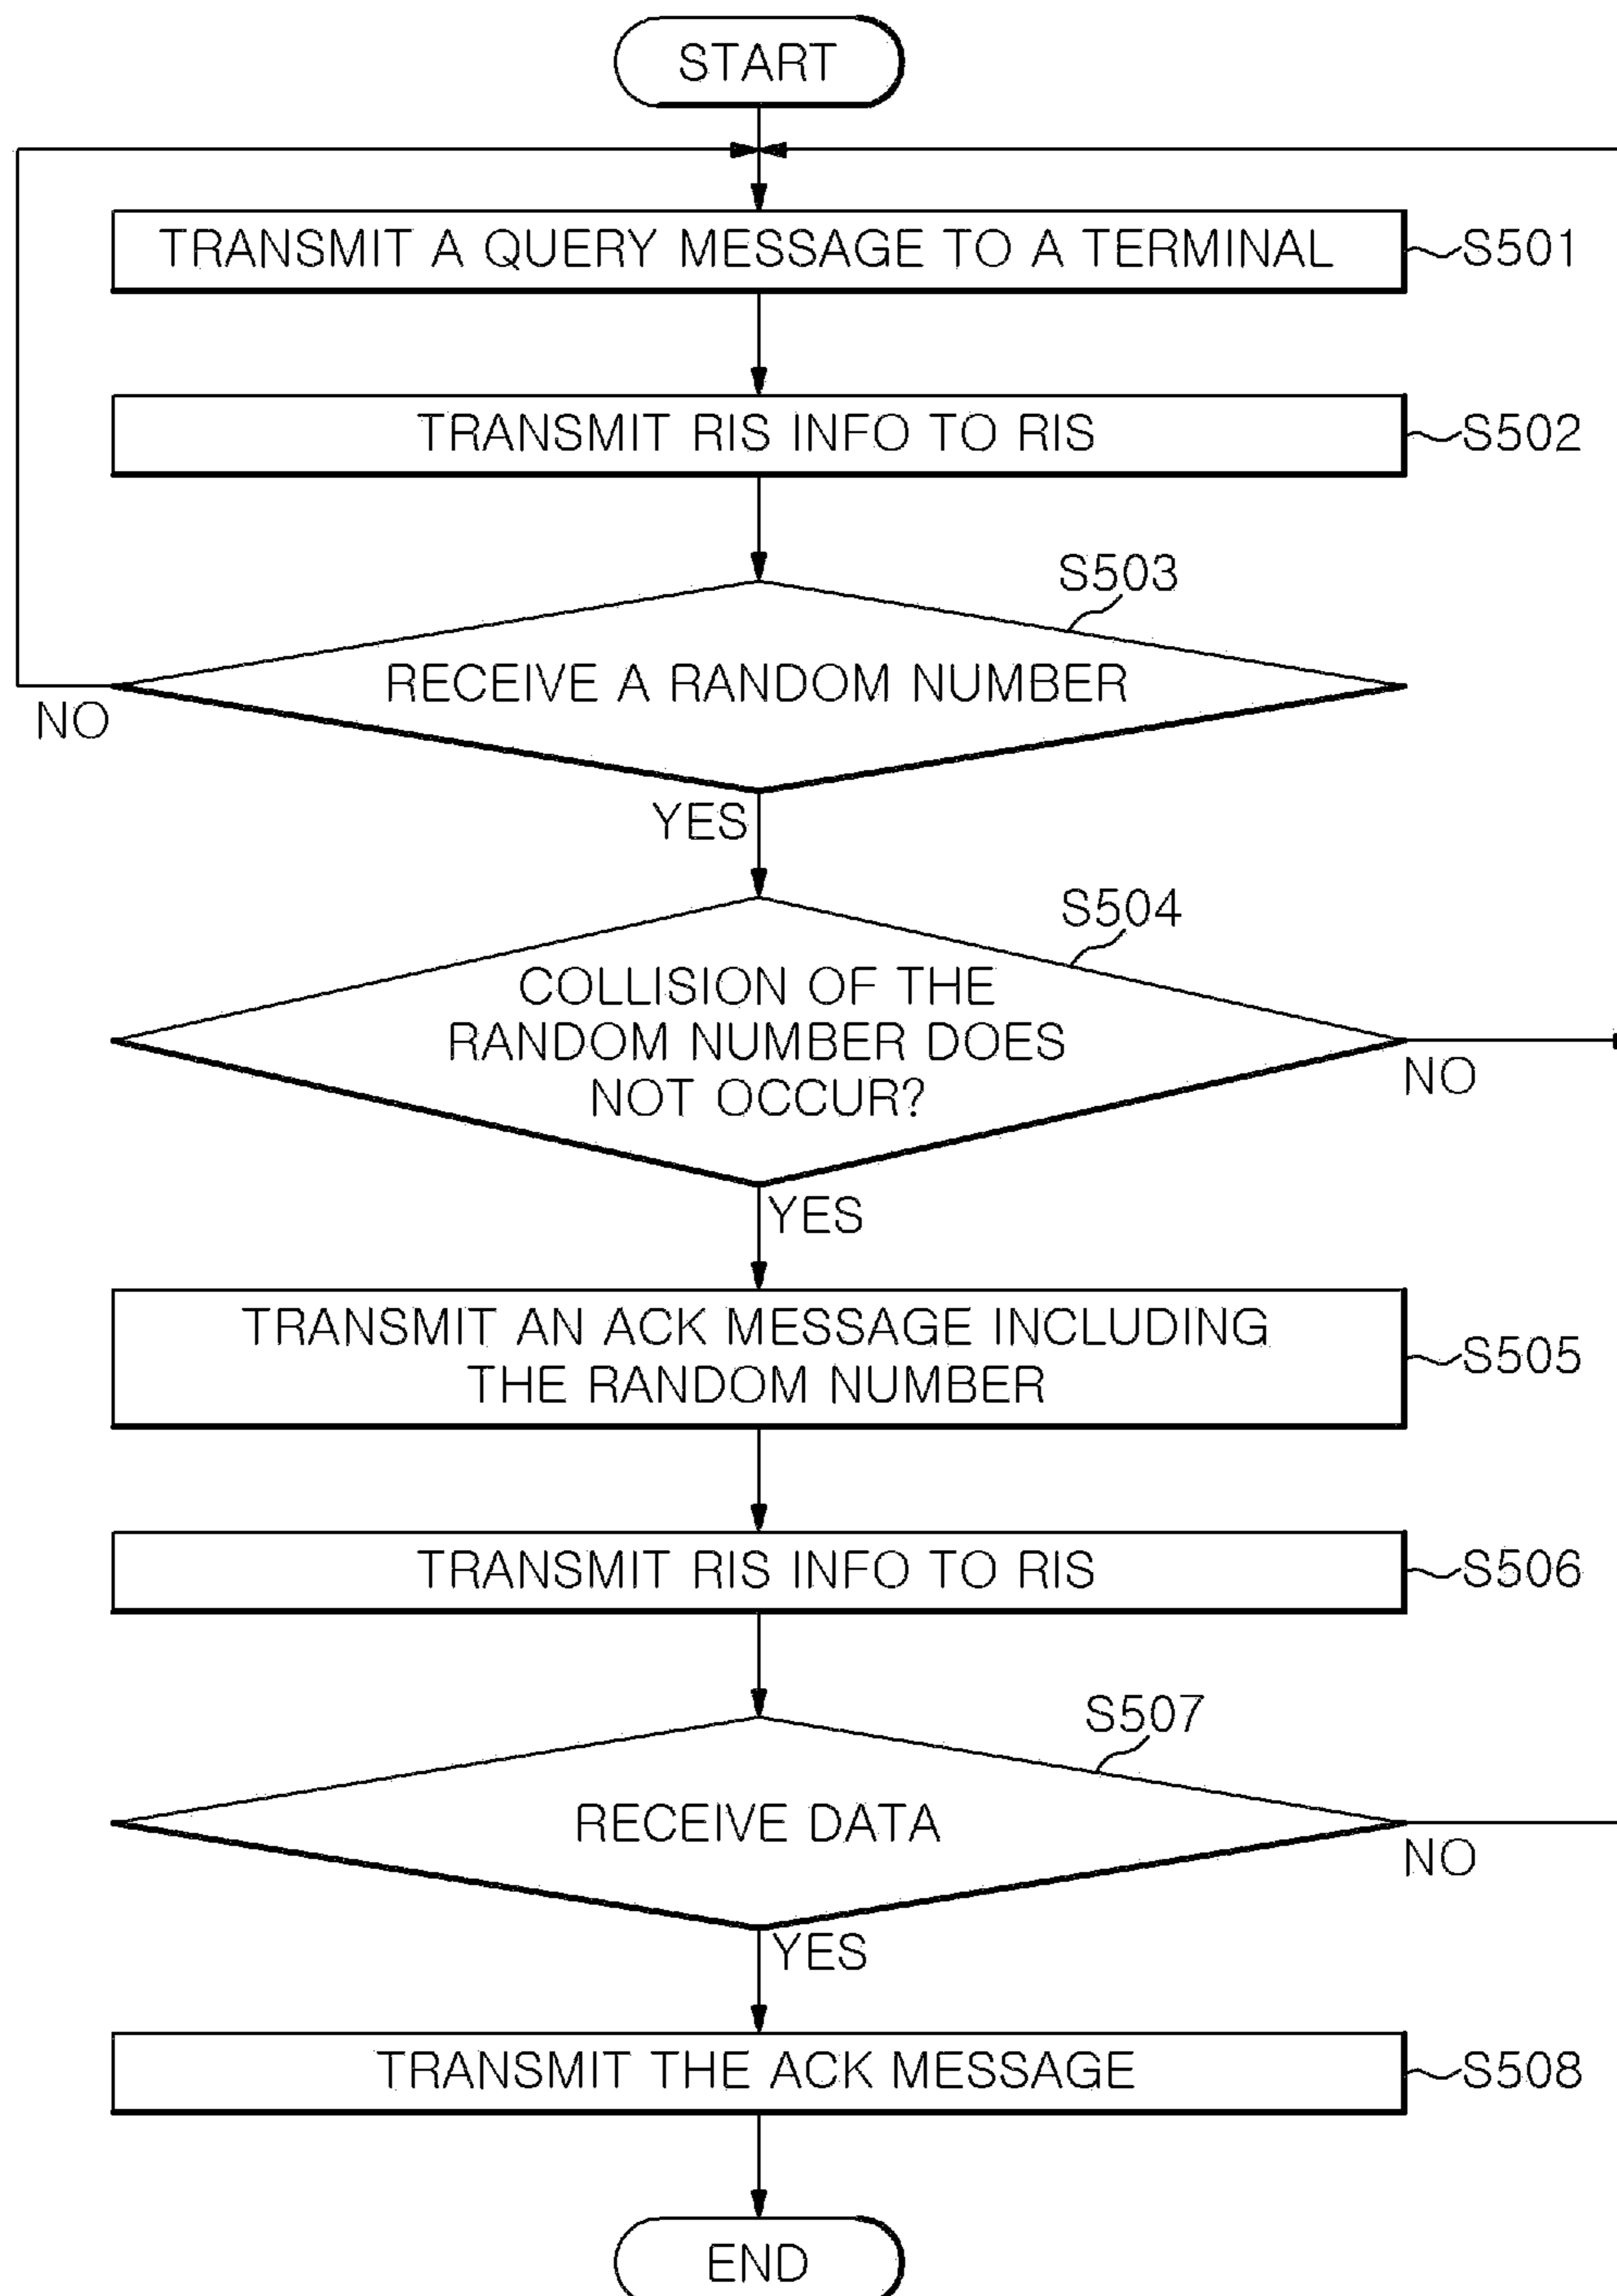 START
TRANSMIT A QUERY MESSAGE TO A TERMINAL
S501
TRANSMIT RIS INFO TO RIS
S502
S503
RECEIVE A RANDOM NUMBER
NO
YES
S504
COLLISION OF THE
RANDOM NUMBER DOES
NOT OCCUR?
NO
YES
TRANSMIT AN ACK MESSAGE INCLUDING
THE RANDOM NUMBER
S505
TRANSMIT RIS INFO TO RIS
S506
S507
RECEIVE DATA
NO
YES
TRANSMIT THE ACK MESSAGE
S508
END